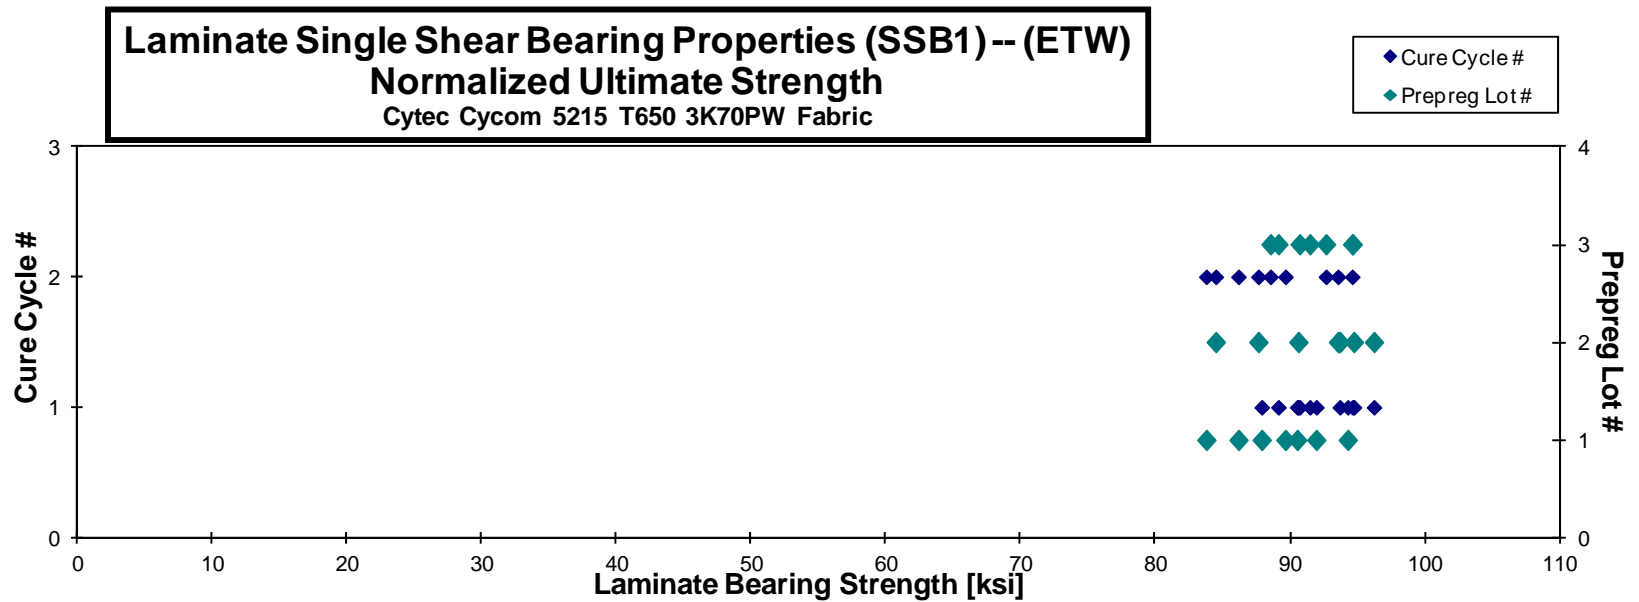 Laminate Single Shear Bearing Properties (SSB1) -- (ETW)
Normalized Ultimate Strength
Cytec Cycom 5215 T650 3K70PW Fabric
Cure Cycle #
Prepreg Lot #
3
2
1
0
Cure Cycle #
4
3
2
1
0
Prepreg Lot #
0 10 20 30 40 50 60 70 80 90 100 110
Laminate Bearing Strength [ksi]